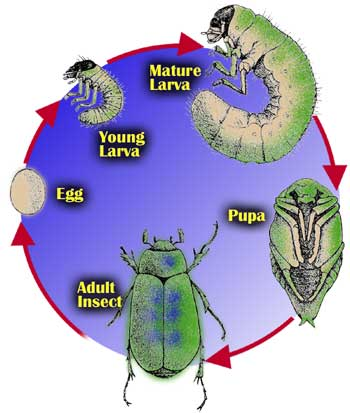 Mature
Larva
Young
Larva
Egg
Pupa
Adult
Insect